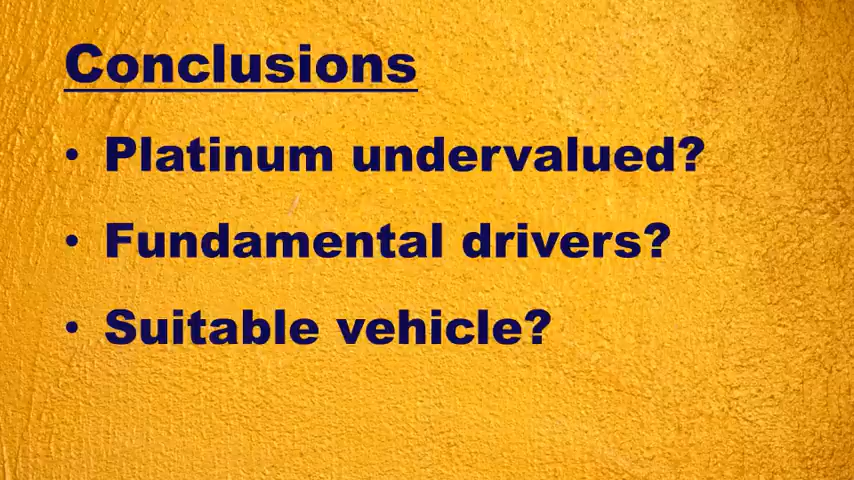 Conclusions
• Platinum undervalued?
• Fundamental drivers?
• Suitable vehicle?